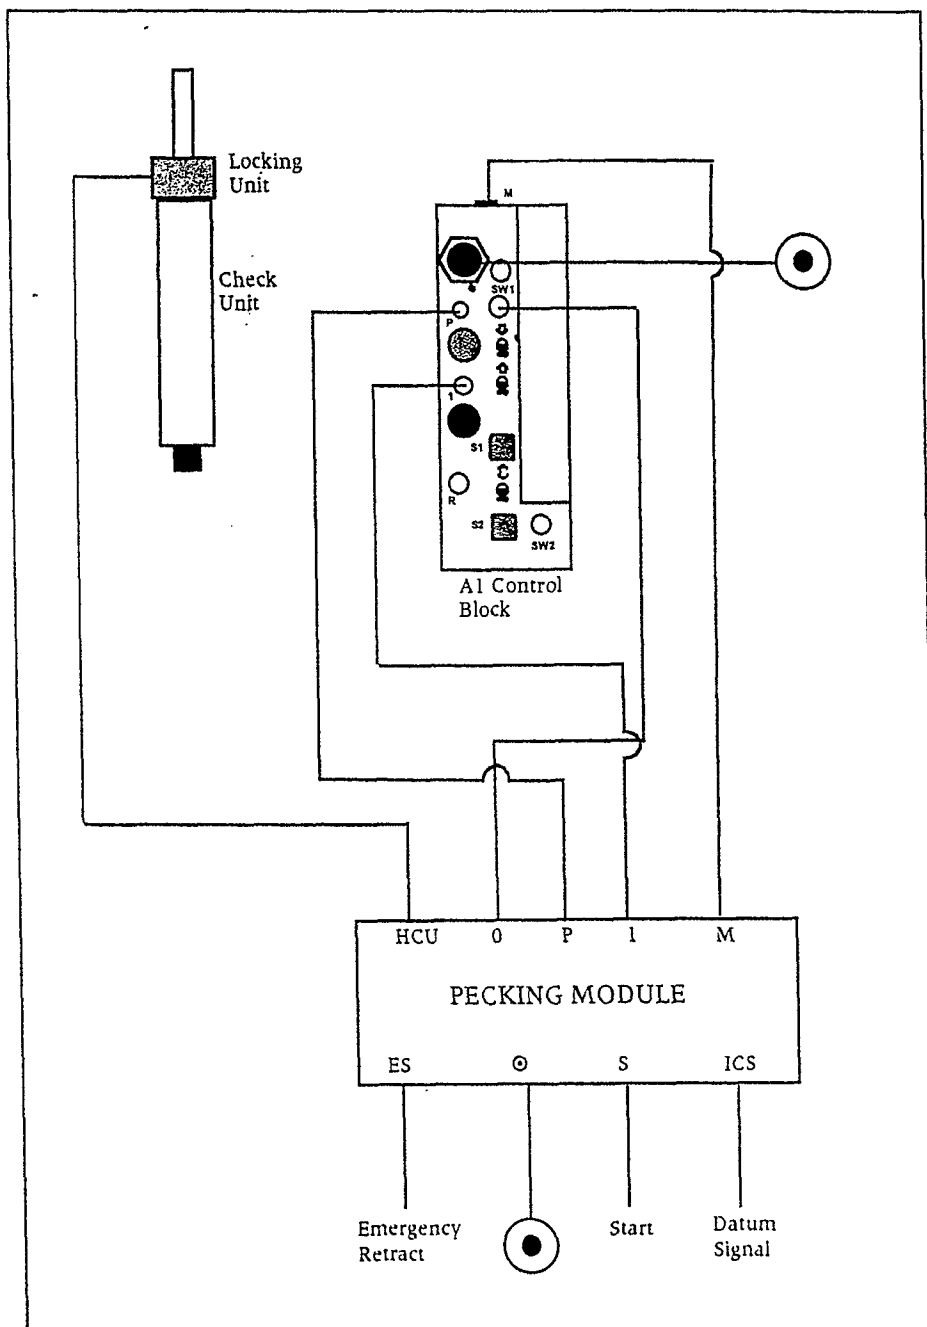 Locking
Unit
Check
Unit
M
SW1
P
1
S1
R
S2
SW2
A1 Control
Block
HCU 0 P 1 M
PECKING MODULE
ES ⊙ S ICS
Emergency
Retract
Start
Datum
Signal